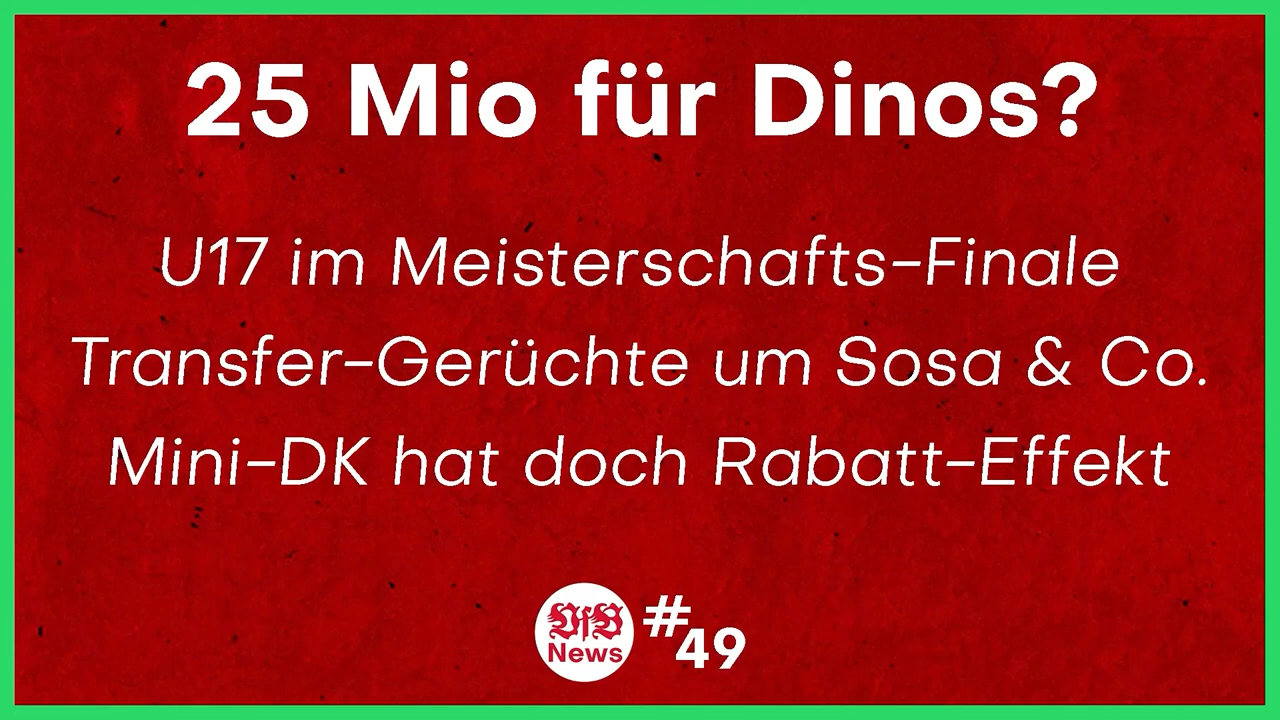 25 Mio für Dinos?
U17 im Meisterschafts-Finale
Transfer-Gerüchte um Sosa & Co.
Mini-DK hat doch Rabatt-Effekt
VfB
News
#49